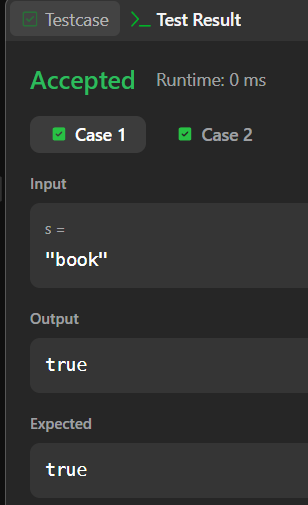 Testcase
Test Result
Accepted Runtime: 0 ms
Case 1 Case 2
Input
s =
"book"
Output
true
Expected
true